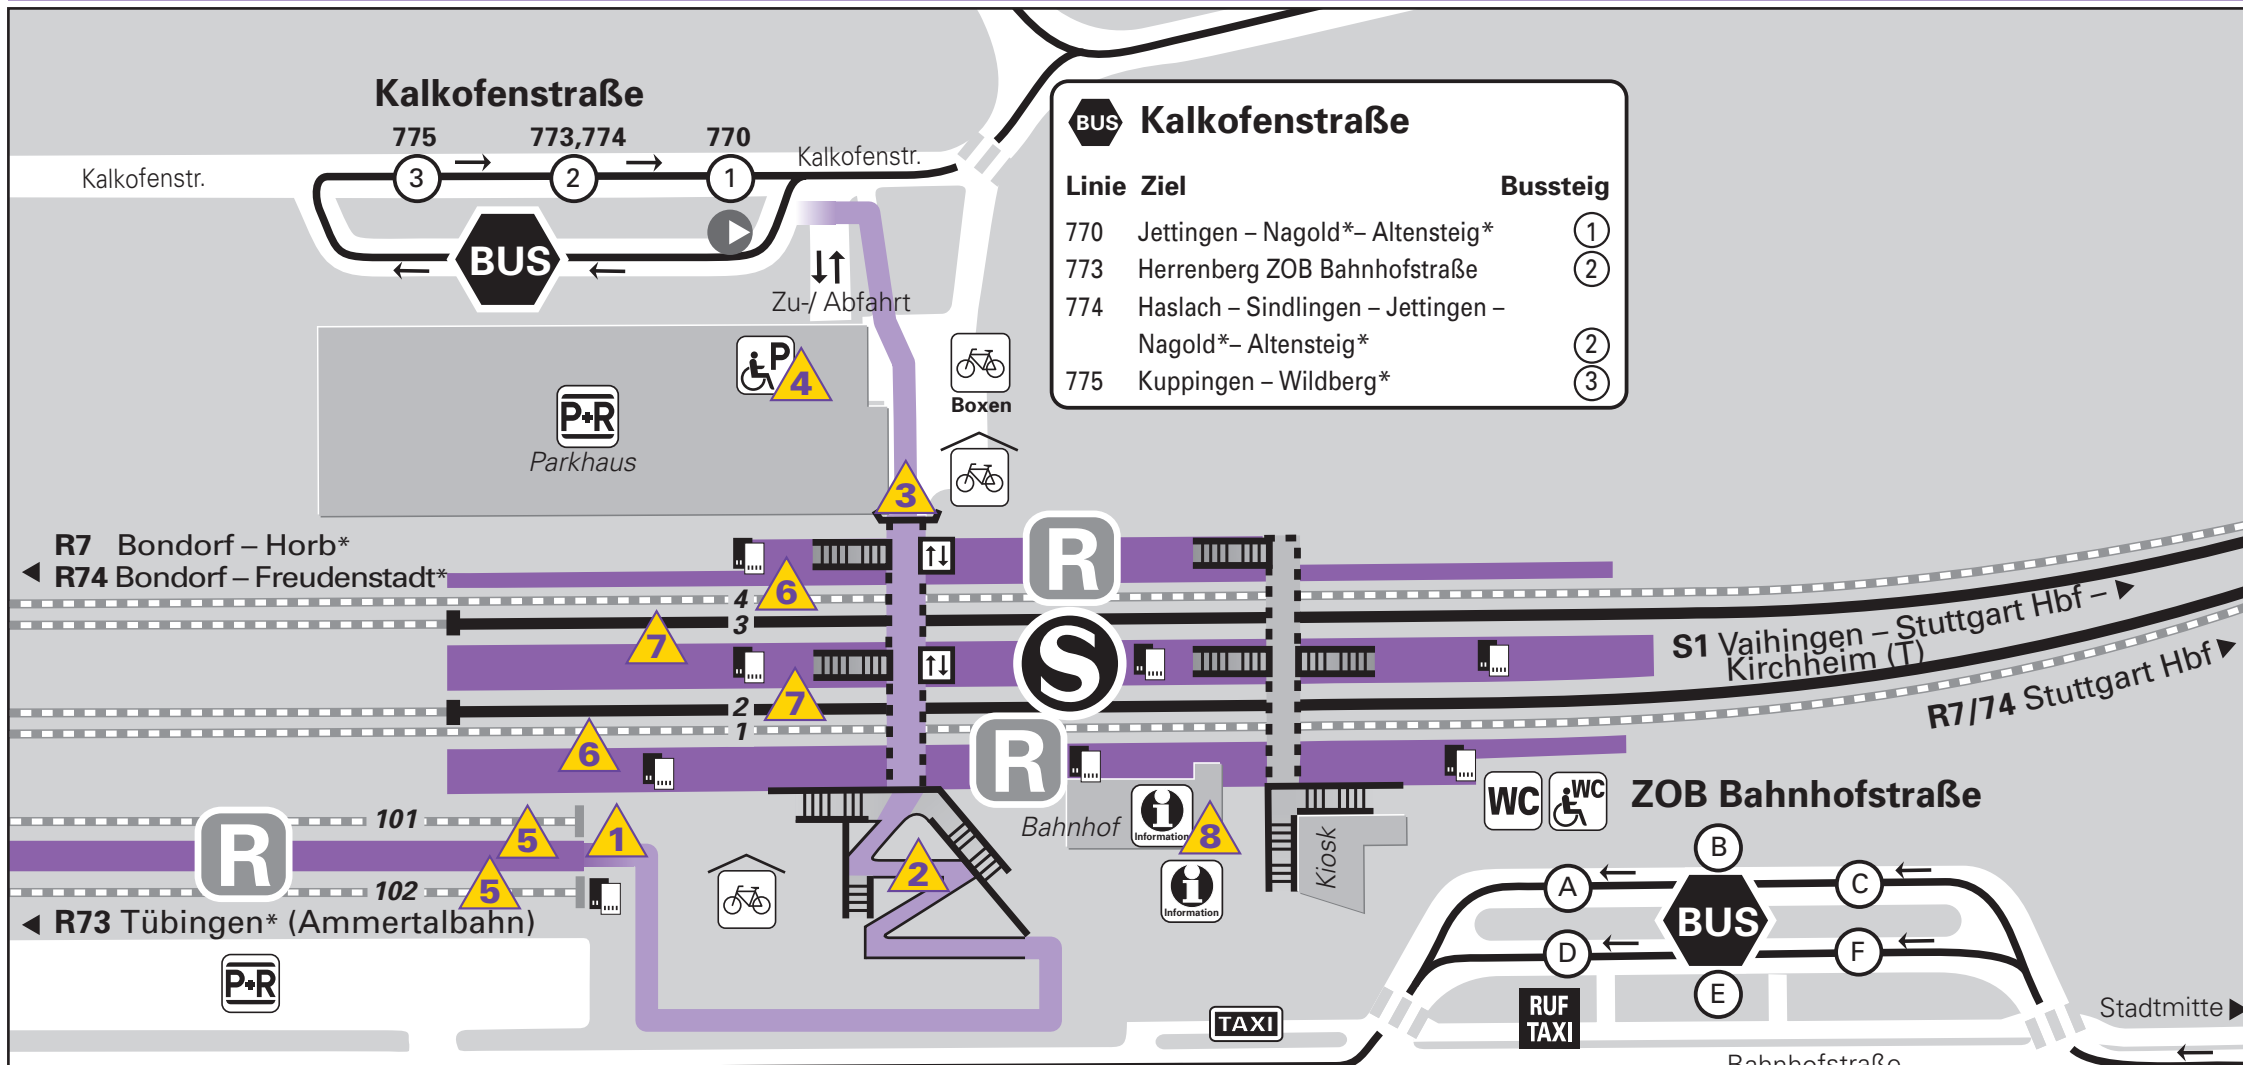 Kalkofenstraße
775
773,774
770
Kalkofenstr.
Kalkofenstr.
3
2
1
BUS
Zu-/ Abfahrt
BUS Kalkofenstraße
Linie Ziel Bussteig
770 Jettingen – Nagold*– Altensteig* 1
773 Herrenberg ZOB Bahnhofstraße 2
774 Haslach – Sindlingen – Jettingen –
Nagold*– Altensteig* 2
775 Kuppingen – Wildberg* 3
P
4
P+R
Parkhaus
Boxen
3
R7 Bondorf – Horb*
R74 Bondorf – Freudenstadt*
R
6
4
3
7
S
S1 Vaihingen – Stuttgart Hbf –
Kirchheim (T)
R7/74 Stuttgart Hbf
7
2
1
6
R
101
R
5
1
5
102
R73 Tübingen* (Ammertalbahn)
P+R
2
Bahnhof
i
Information
8
i
Information
Kiosk
WC
WC
ZOB Bahnhofstraße
B
A
C
BUS
D
F
E
RUF
TAXI
TAXI
Stadtmitte
Bahnhofstraße